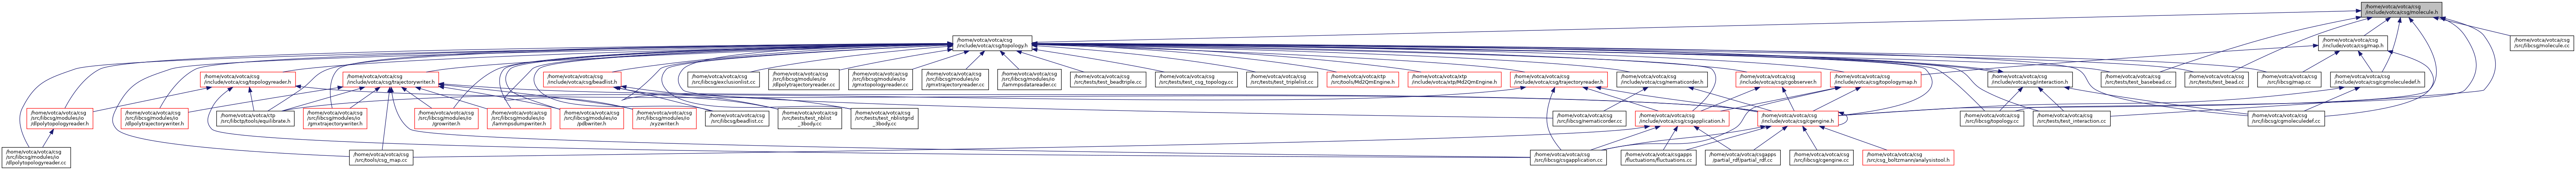 /home/votca/votca/csg
/include/votca/csg/molecule.h
/home/votca/votca/csg
/include/votca/csg/topology.h
/home/votca/votca/csg
/include/votca/csg/map.h
/home/votca/votca/csg
/src/libcsg/molecule.cc
/home/votca/votca/csg
/include/votca/csg/topologyreader.h
/home/votca/votca/csg
/include/votca/csg/trajectorywriter.h
/home/votca/votca/csg
/include/votca/csg/beadlist.h
/home/votca/votca/csg
/src/libcsg/exclusionlist.cc
/home/votca/votca/csg
/src/libcsg/modules/io
/dlpolytrajectoryreader.cc
/home/votca/votca/csg
/src/libcsg/modules/io
/gmxtopologyreader.cc
/home/votca/votca/csg
/src/libcsg/modules/io
/gmxtrajectoryreader.cc
/home/votca/votca/csg
/src/libcsg/modules/io
/lammpsdatareader.cc
/home/votca/votca/csg
/src/tests/test_beadtriple.cc
/home/votca/votca/csg
/src/tests/test_csg_topology.cc
/home/votca/votca/csg
/src/tests/test_triplelist.cc
/home/votca/votca/ctp
/src/tools/Md2QmEngine.h
/home/votca/votca/xtp
/include/votca/xtp/Md2QmEngine.h
/home/votca/votca/csg
/include/votca/csg/trajectoryreader.h
/home/votca/votca/csg
/include/votca/csg/nematicorder.h
/home/votca/votca/csg
/include/votca/csg/cgobserver.h
/home/votca/votca/csg
/include/votca/csg/topologymap.h
/home/votca/votca/csg
/include/votca/csg/interaction.h
/home/votca/votca/csg
/src/tests/test_basebead.cc
/home/votca/votca/csg
/src/tests/test_bead.cc
/home/votca/votca/csg
/src/libcsg/map.cc
/home/votca/votca/csg
/include/votca/csg/cgmoleculedef.h
/home/votca/votca/csg
/src/libcsg/modules/io
/dlpolytopologyreader.h
/home/votca/votca/csg
/src/libcsg/modules/io
/dlpolytrajectorywriter.h
/home/votca/votca/ctp
/src/libctp/tools/equilibrate.h
/home/votca/votca/csg
/src/libcsg/modules/io
/gmxtrajectorywriter.h
/home/votca/votca/csg
/src/libcsg/modules/io
/growriter.h
/home/votca/votca/csg
/src/libcsg/modules/io
/lammpsdumpwriter.h
/home/votca/votca/csg
/src/libcsg/modules/io
/pdbwriter.h
/home/votca/votca/csg
/src/libcsg/modules/io
/xyzwriter.h
/home/votca/votca/csg
/src/libcsg/beadlist.cc
/home/votca/votca/csg
/src/tests/test_nblist
_3body.cc
/home/votca/votca/csg
/src/tests/test_nblistgrid
_3body.cc
/home/votca/votca/csg
/src/libcsg/nematicorder.cc
/home/votca/votca/csg
/include/votca/csg/csgapplication.h
/home/votca/votca/csg
/include/votca/csg/cgengine.h
/home/votca/votca/csg
/src/libcsg/topology.cc
/home/votca/votca/csg
/src/tests/test_interaction.cc
/home/votca/votca/csg
/src/libcsg/cgmoleculedef.cc
/home/votca/votca/csg
/src/libcsg/modules/io
/dlpolytopologyreader.cc
/home/votca/votca/csg
/src/tools/csg_map.cc
/home/votca/votca/csg
/src/libcsg/csgapplication.cc
/home/votca/votca/csgapps
/fluctuations/fluctuations.cc
/home/votca/votca/csgapps
/partial_rdf/partial_rdf.cc
/home/votca/votca/csg
/src/libcsg/cgengine.cc
/home/votca/votca/csg
/src/csg_boltzmann/analysistool.h